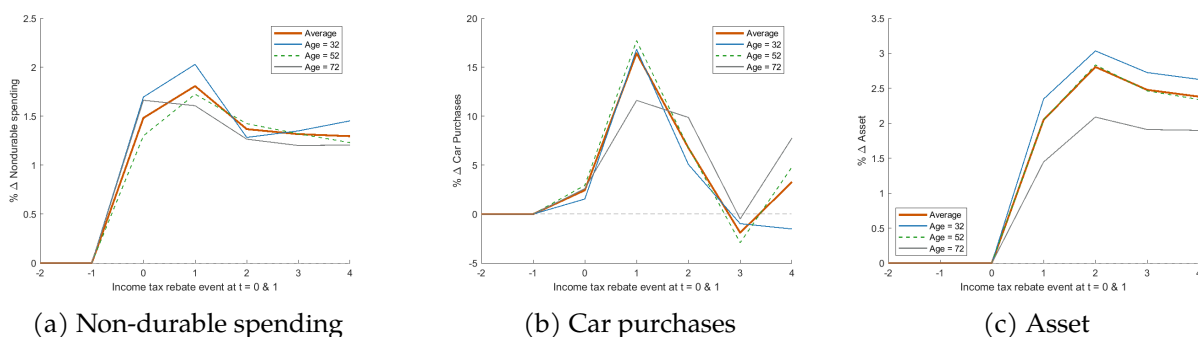 % Δ Nondurable spending
2.5
2
1.5
1
0.5
0
-2 -1 0 1 2 3 4
Income tax rebate event at t = 0 & 1
Average
Age = 32
Age = 52
Age = 72
(a) Non-durable spending
% Δ Car Purchases
20
15
10
5
0
-5
-2 -1 0 1 2 3 4
Income tax rebate event at t = 0 & 1
Average
Age = 32
Age = 52
Age = 72
(b) Car purchases
% Δ Asset
3.5
3
2.5
2
1.5
1
0.5
0
-2 -1 0 1 2 3 4
Income tax rebate event at t = 0 & 1
Average
Age = 32
Age = 52
Age = 72
(c) Asset